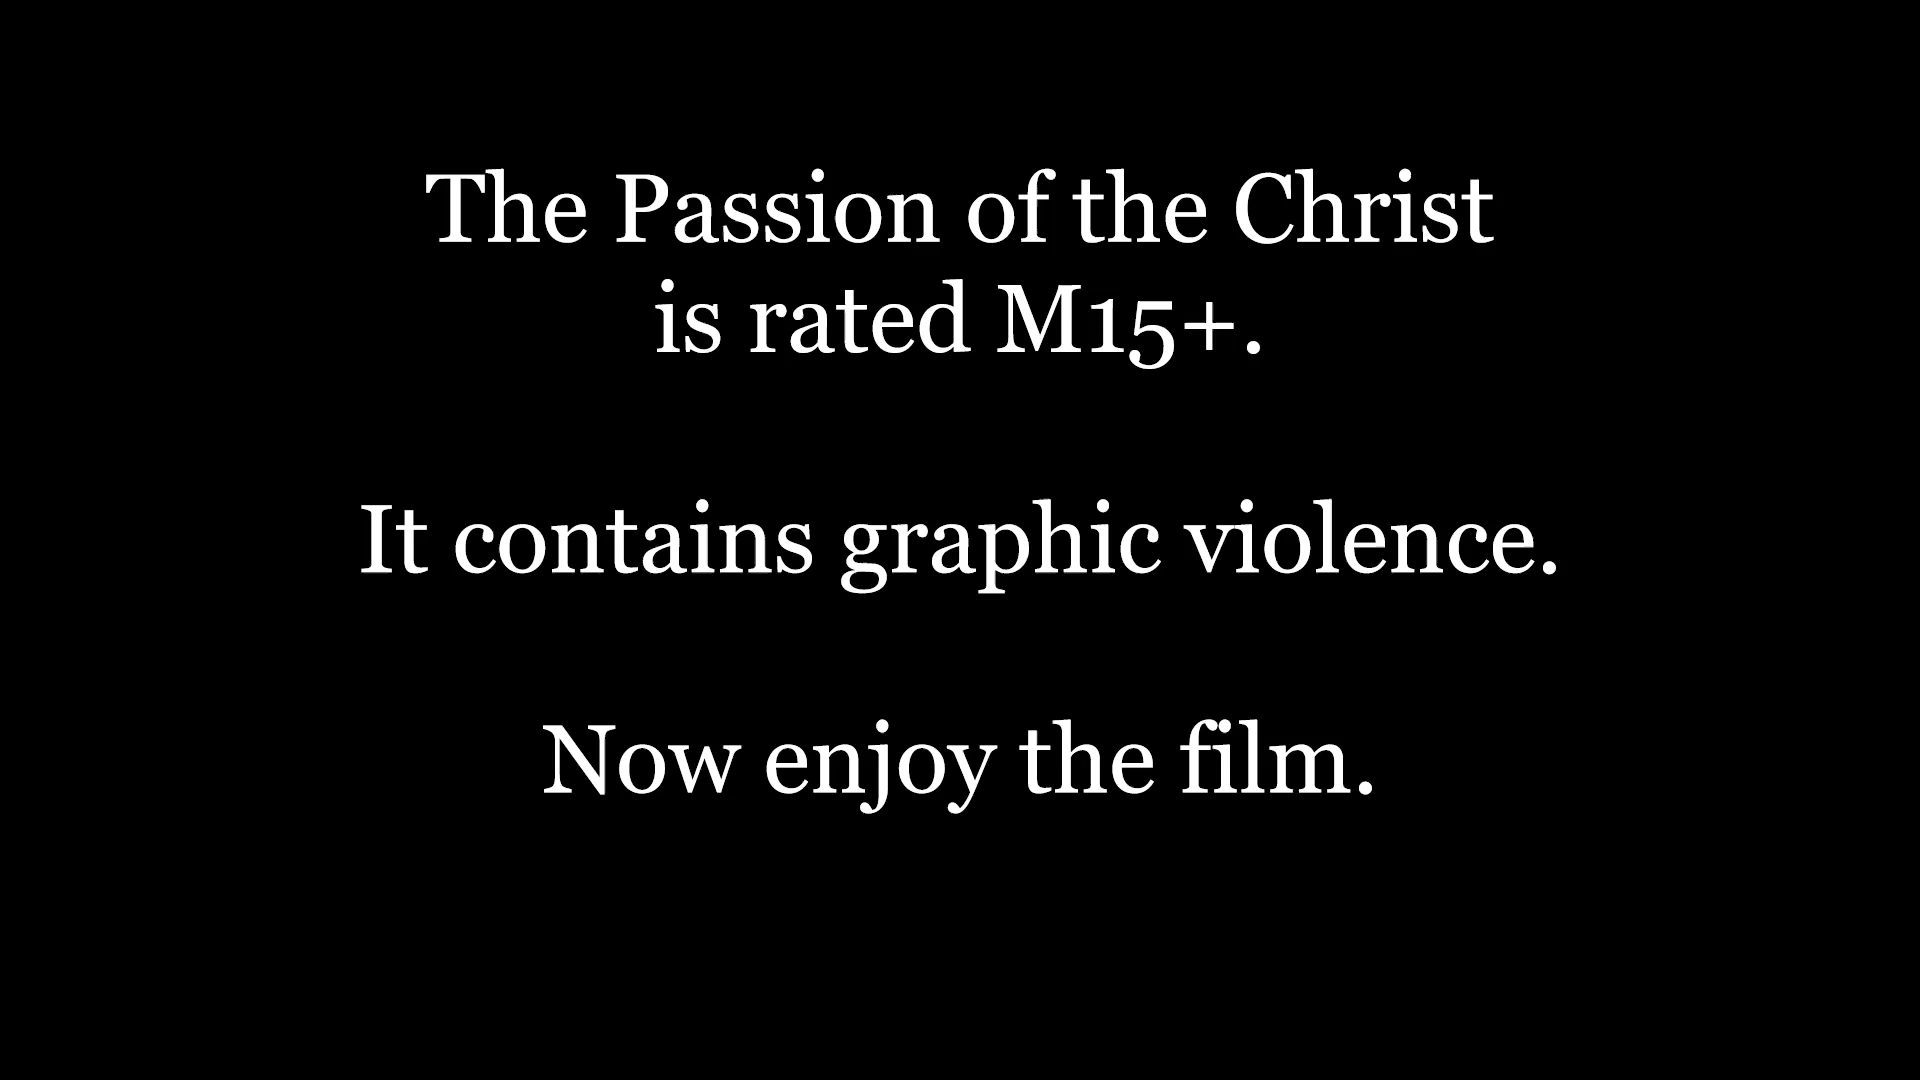 The Passion of the Christ
is rated M15+.
It contains graphic violence.
Now enjoy the film.